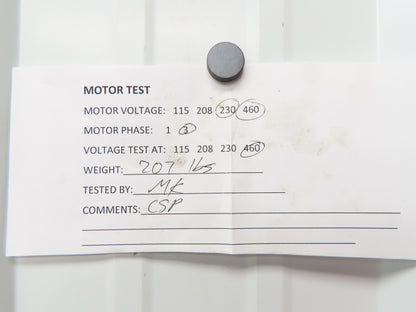 MOTOR TEST
MOTOR VOLTAGE: 115 208 230 460
MOTOR PHASE: 1 3
VOLTAGE TEST AT: 115 208 230 460
WEIGHT: 207 lbs
TESTED BY: MK
COMMENTS: CSP